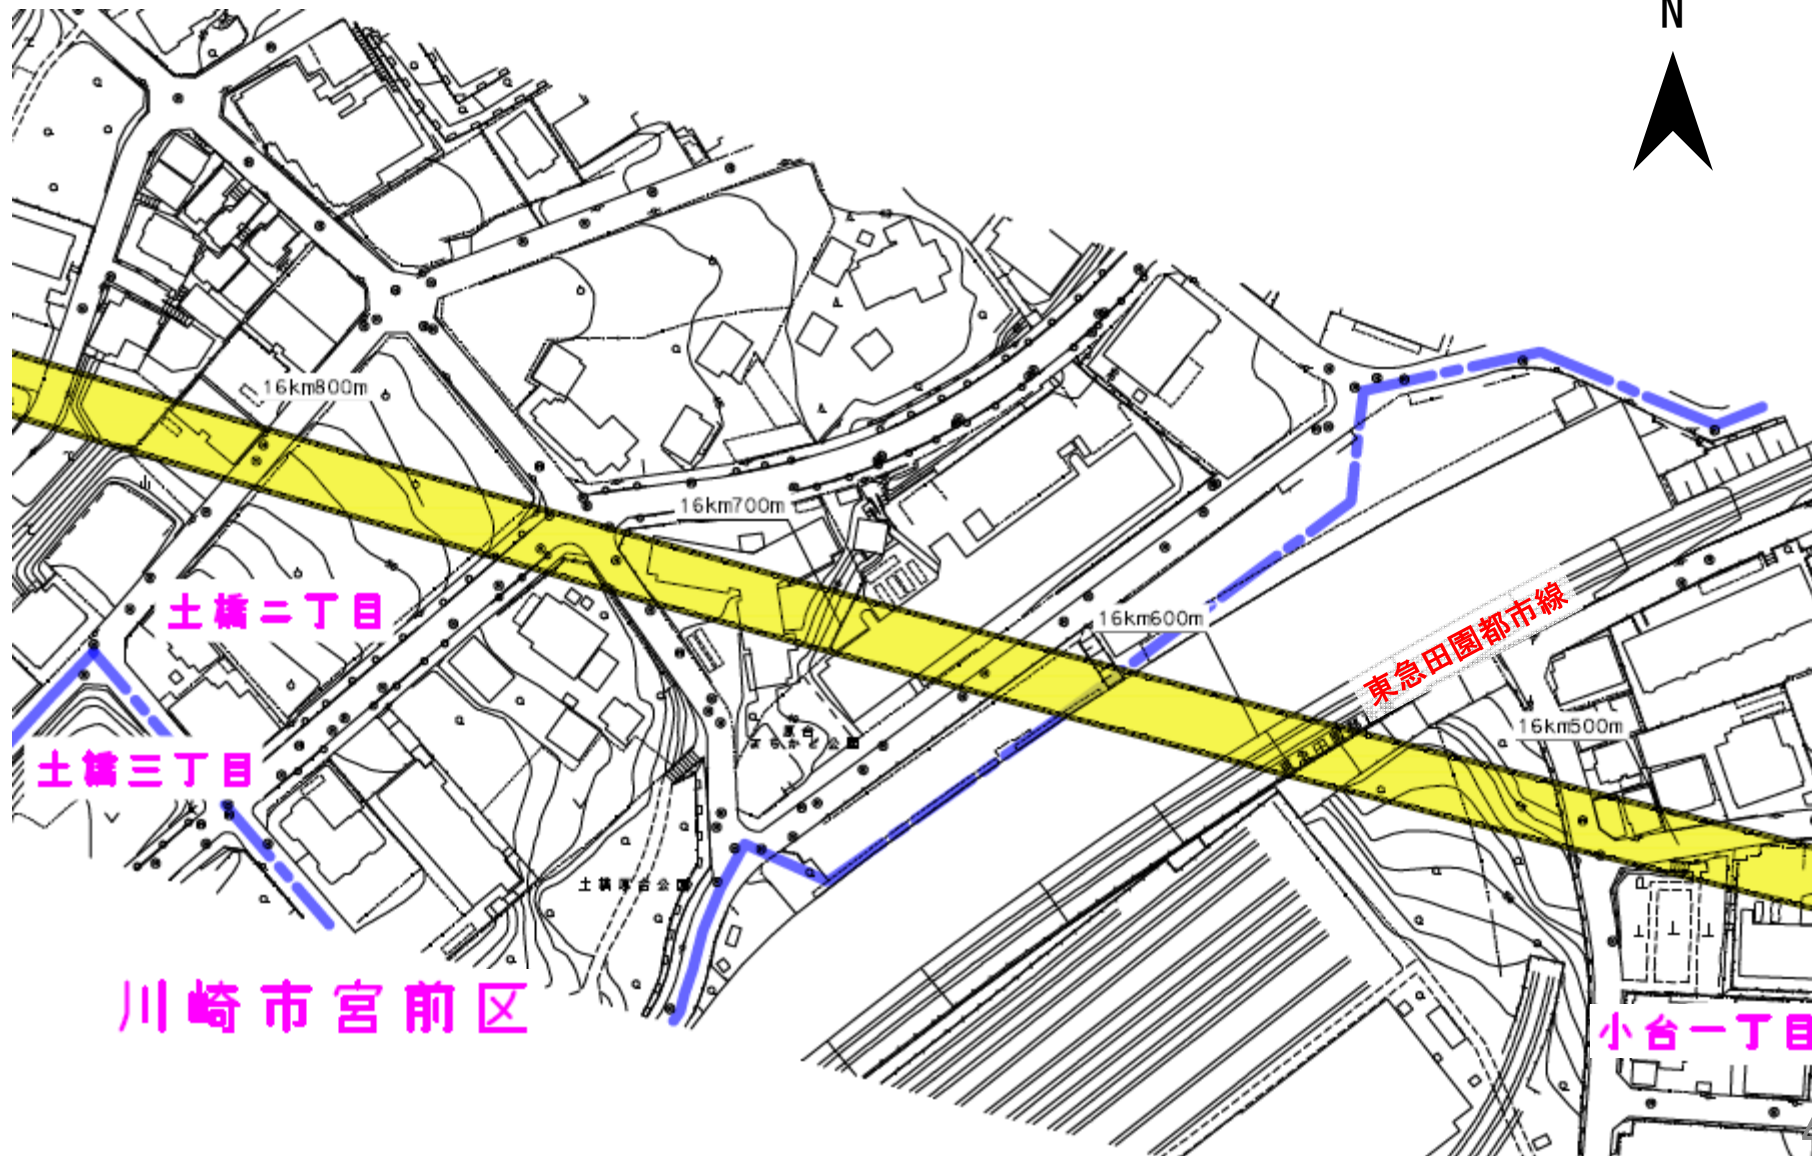 N
16km800m
16km700m
土橋二丁目
16km600m
東急田園都市線
16km500m
土橋三丁目
土橋原台公園
川崎市宮前区
小台一丁目